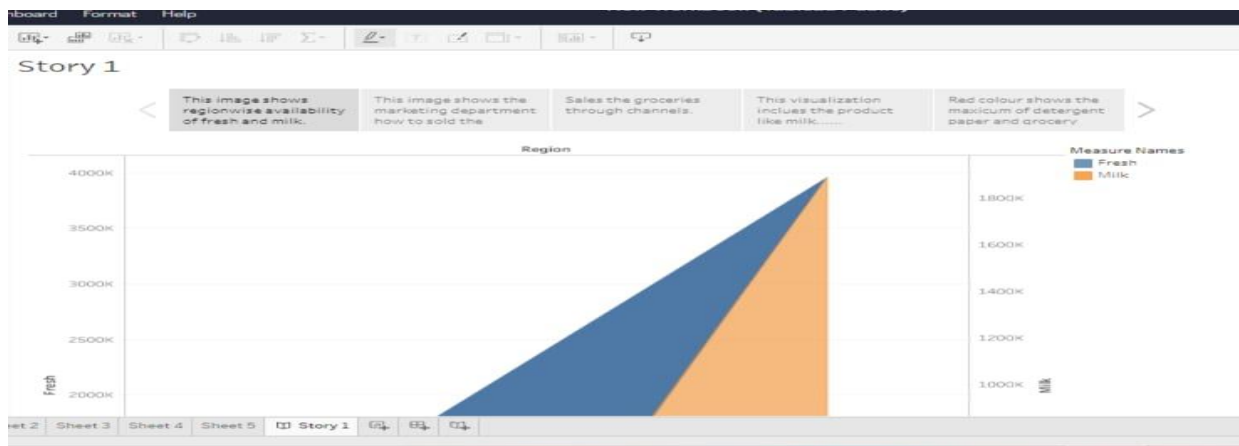 nboard Format Help
Story 1
This image shows
regionwise availability
of fresh and milk.
This image shows the
marketing department
how to sold the
Sales the groceries
through channels.
This visualization
inclues the product
like milk......
Red colour shows the
maxicum of detergent
paper and grocery
Region
Measure Names
Fresh
Milk
4000K
3500K
3000K
2500K
2000K
Fresh
1800K
1600K
1400K
1200K
1000K
Milk
et 2 Sheet 3 Sheet 4 Sheet 5 Story 1